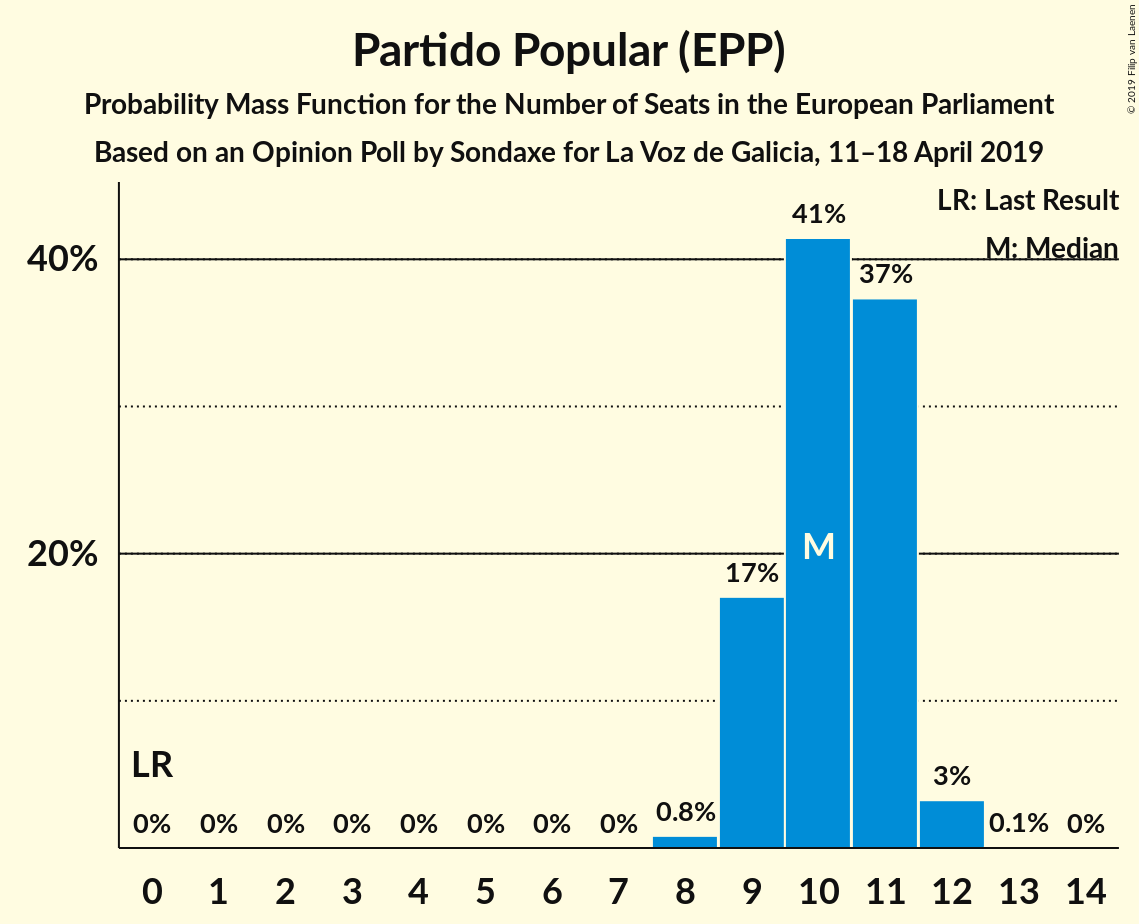 Partido Popular (EPP)
Probability Mass Function for the Number of Seats in the European Parliament
Based on an Opinion Poll by Sondaxe for La Voz de Galicia, 11–18 April 2019
© 2019 Filip van Laenen
LR: Last Result
M: Median
40%
20%
41%
37%
17%
M
LR
0% 0% 0% 0% 0% 0% 0% 0% 0.8% 3% 0.1% 0%
0 1 2 3 4 5 6 7 8 9 10 11 12 13 14